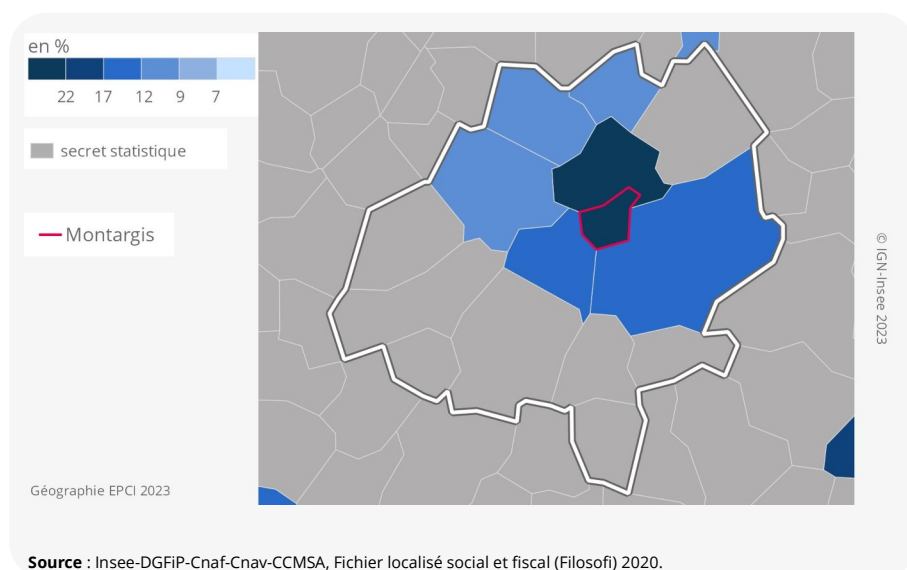 en %
22 17 12 9 7
secret statistique
Montargis
© IGN-Insee 2023
Géographie EPCI 2023
Source : Insee-DGFiP-Cnaf-Cnav-CCMSA, Fichier localisé social et fiscal (Filosofi) 2020.